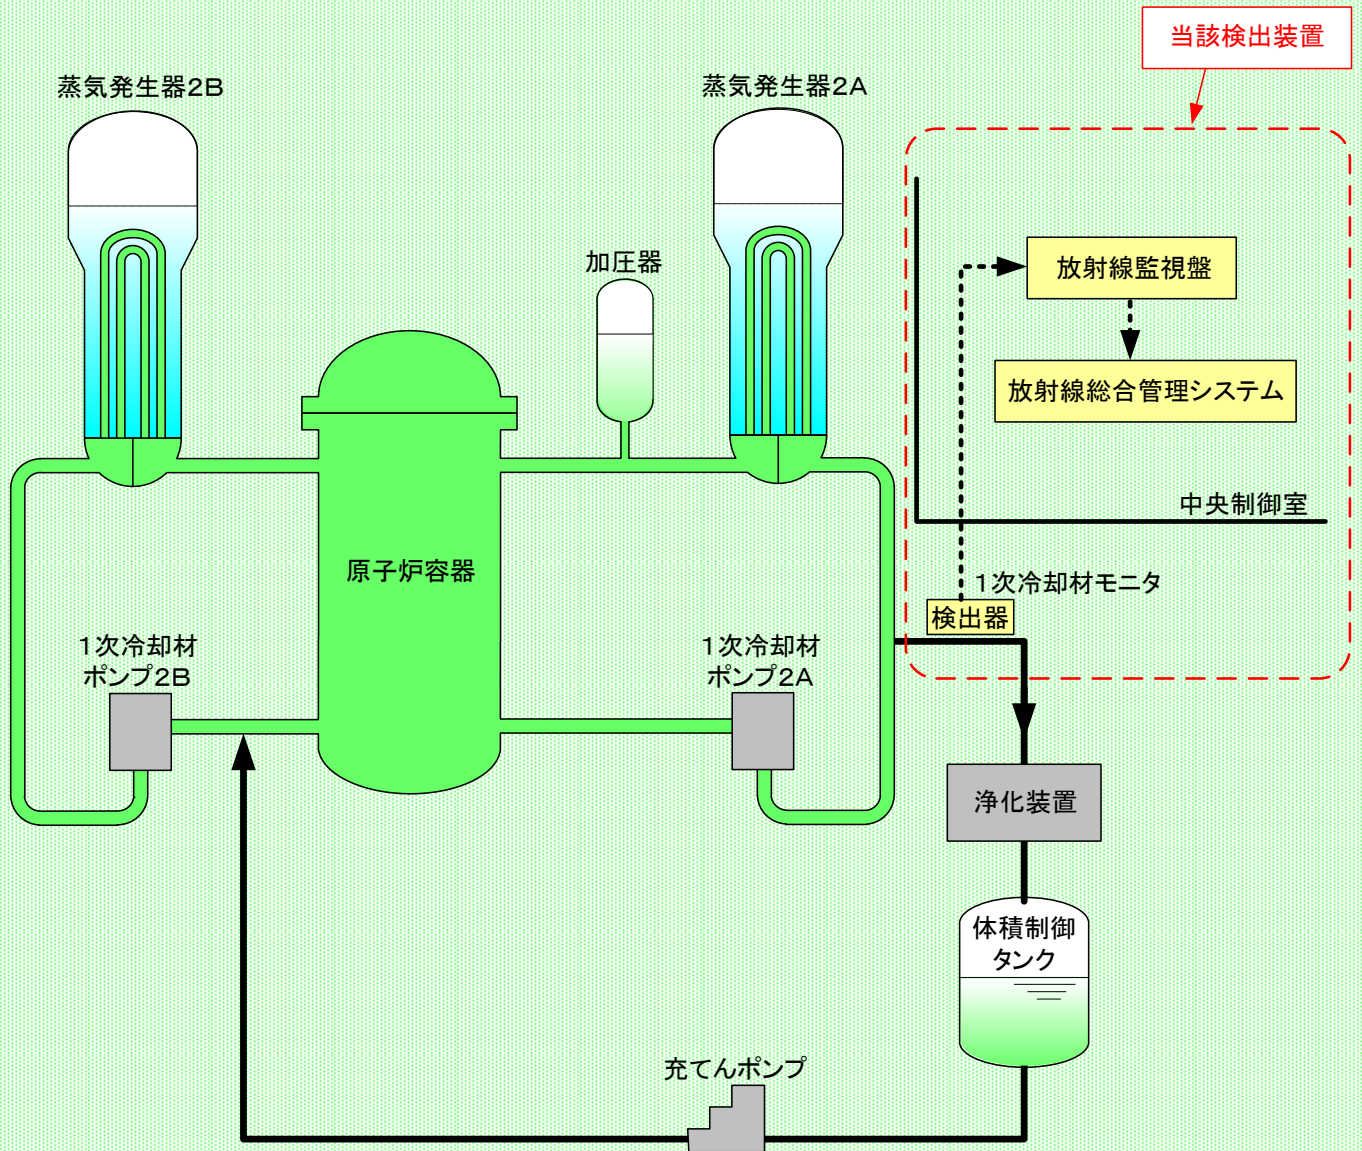 当該検出装置
蒸気発生器2B
蒸気発生器2A
加圧器
放射線監視盤
放射線総合管理システム
中央制御室
原子炉容器
1次冷却材モニタ
検出器
1次冷却材
ポンプ2B
1次冷却材
ポンプ2A
浄化装置
体積制御
タンク
充てんポンプ